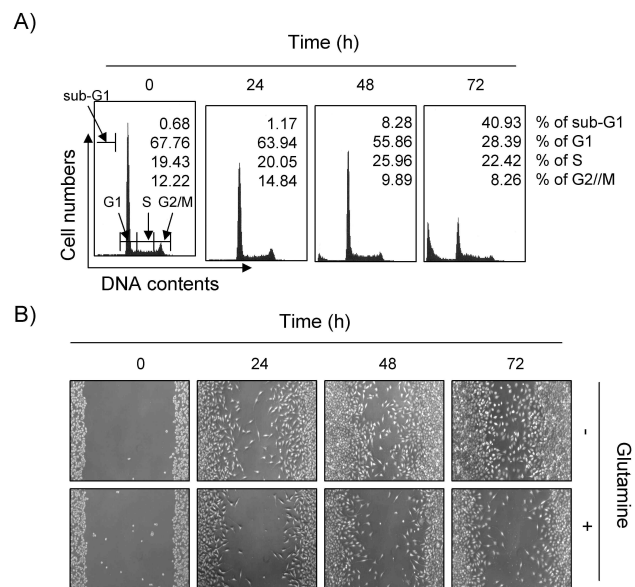 A)
Time (h)
0 24 48 72
sub-G1
0.68 1.17 8.28 40.93 % of sub-G1
67.76 63.94 55.86 28.39 % of G1
19.43 20.05 25.96 22.42 % of S
12.22 14.84 9.89 8.26 % of G2//M
G1 S G2/M
Cell numbers
DNA contents
B)
Time (h)
0 24 48 72
-
+
Glutamine